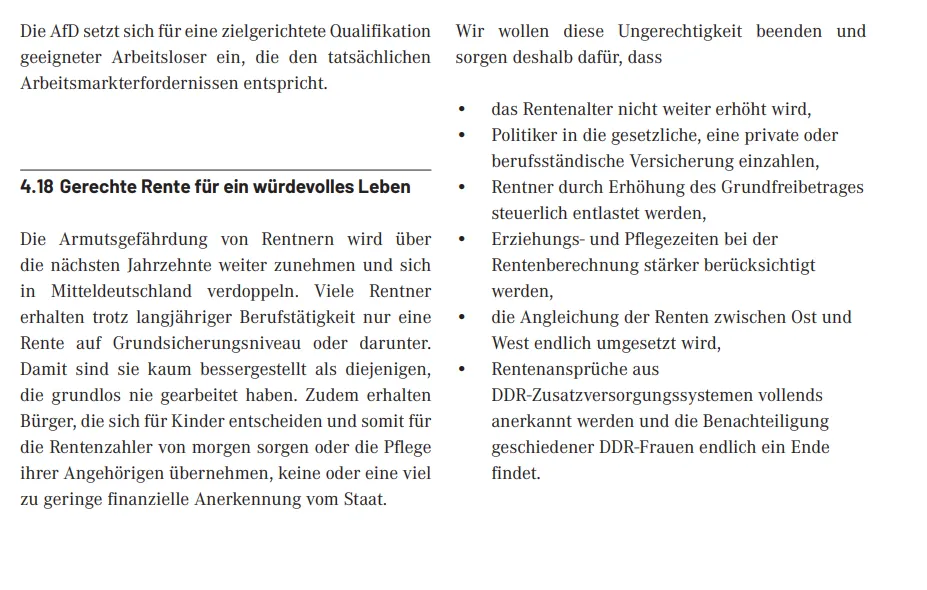 Die AfD setzt sich für eine zielgerichtete Qualifikation
geeigneter Arbeitsloser ein, die den tatsächlichen
Arbeitsmarkterfordernissen entspricht.
4.18 Gerechte Rente für ein würdevolles Leben
Die Armutsgefährdung von Rentnern wird über
die nächsten Jahrzehnte weiter zunehmen und sich
in Mitteldeutschland verdoppeln. Viele Rentner
erhalten trotz langjähriger Berufstätigkeit nur eine
Rente auf Grundsicherungsniveau oder darunter.
Damit sind sie kaum bessergestellt als diejenigen,
die grundlos nie gearbeitet haben. Zudem erhalten
Bürger, die sich für Kinder entscheiden und somit für
die Rentenzahler von morgen sorgen oder die Pflege
ihrer Angehörigen übernehmen, keine oder eine viel
zu geringe finanzielle Anerkennung vom Staat.
Wir wollen diese Ungerechtigkeit beenden und
sorgen deshalb dafür, dass
• das Rentenalter nicht weiter erhöht wird,
• Politiker in die gesetzliche, eine private oder
berufsständische Versicherung einzahlen,
• Rentner durch Erhöhung des Grundfreibetrages
steuerlich entlastet werden,
• Erziehungs- und Pflegezeiten bei der
Rentenberechnung stärker berücksichtigt
werden,
• die Angleichung der Renten zwischen Ost und
West endlich umgesetzt wird,
• Rentenansprüche aus
DDR-Zusatzversorgungssystemen vollends
anerkannt werden und die Benachteiligung
geschiedener DDR-Frauen endlich ein Ende
findet.